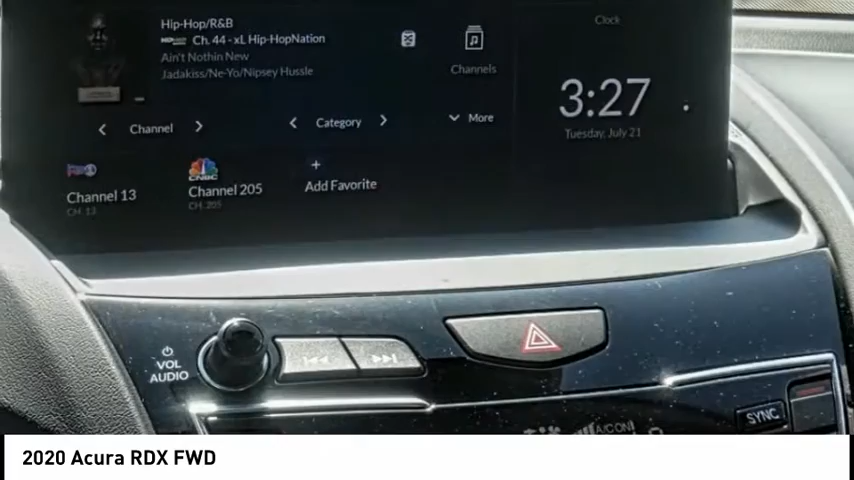 Hip-Hop/R&B
Ch. 44 - xL Hip-HopNation
Ain't Nothin New
Jadakiss/Ne-Yo/Nipsey Hussle
Channels
Clock
3:27
Tuesday, July 21
Channel
Category
More
CNBC
Channel 13
CH. 13
Channel 205
CH. 205
Add Favorite
VOL
AUDIO
SYNC
A/CON
2020 Acura RDX FWD